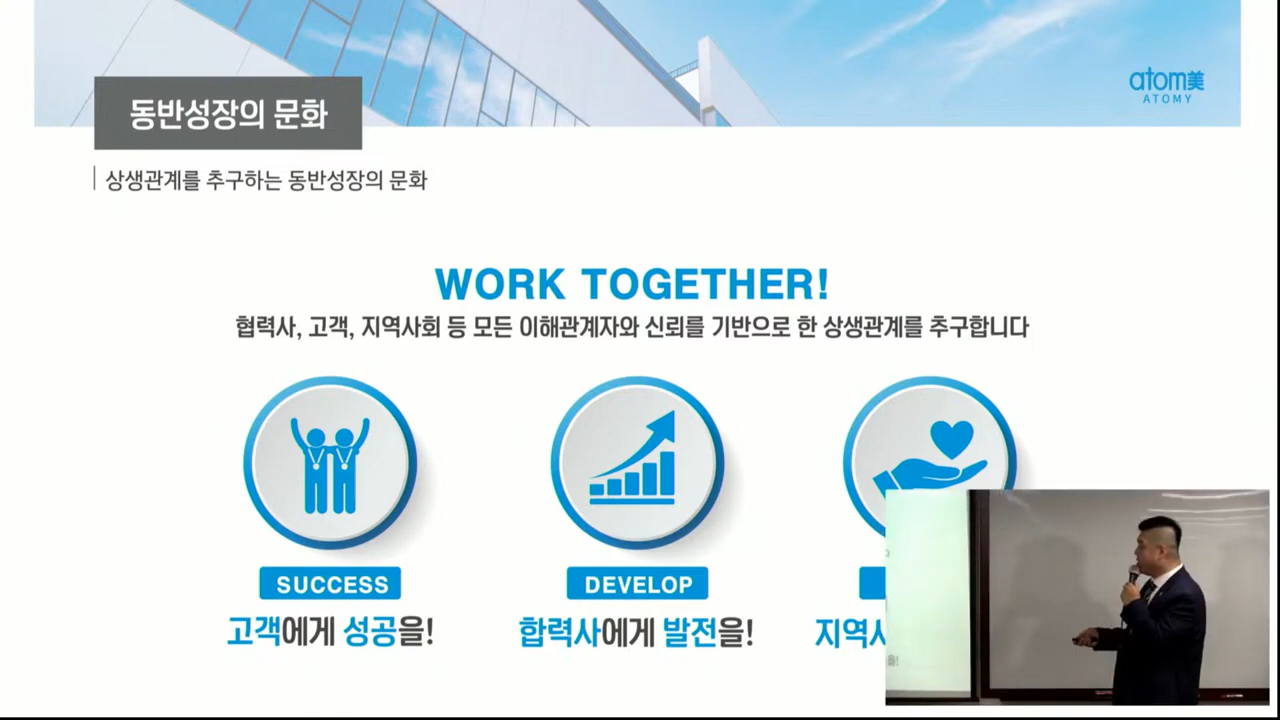 atom美
ATOMY
동반성장의 문화
상생관계를 추구하는 동반성장의 문화
WORK TOGETHER!
협력사, 고객, 지역사회 등 모든 이해관계자와 신뢰를 기반으로 한 상생관계를 추구합니다
SUCCESS
DEVELOP
고객에게 성공을!
합력사에게 발전을!
지역